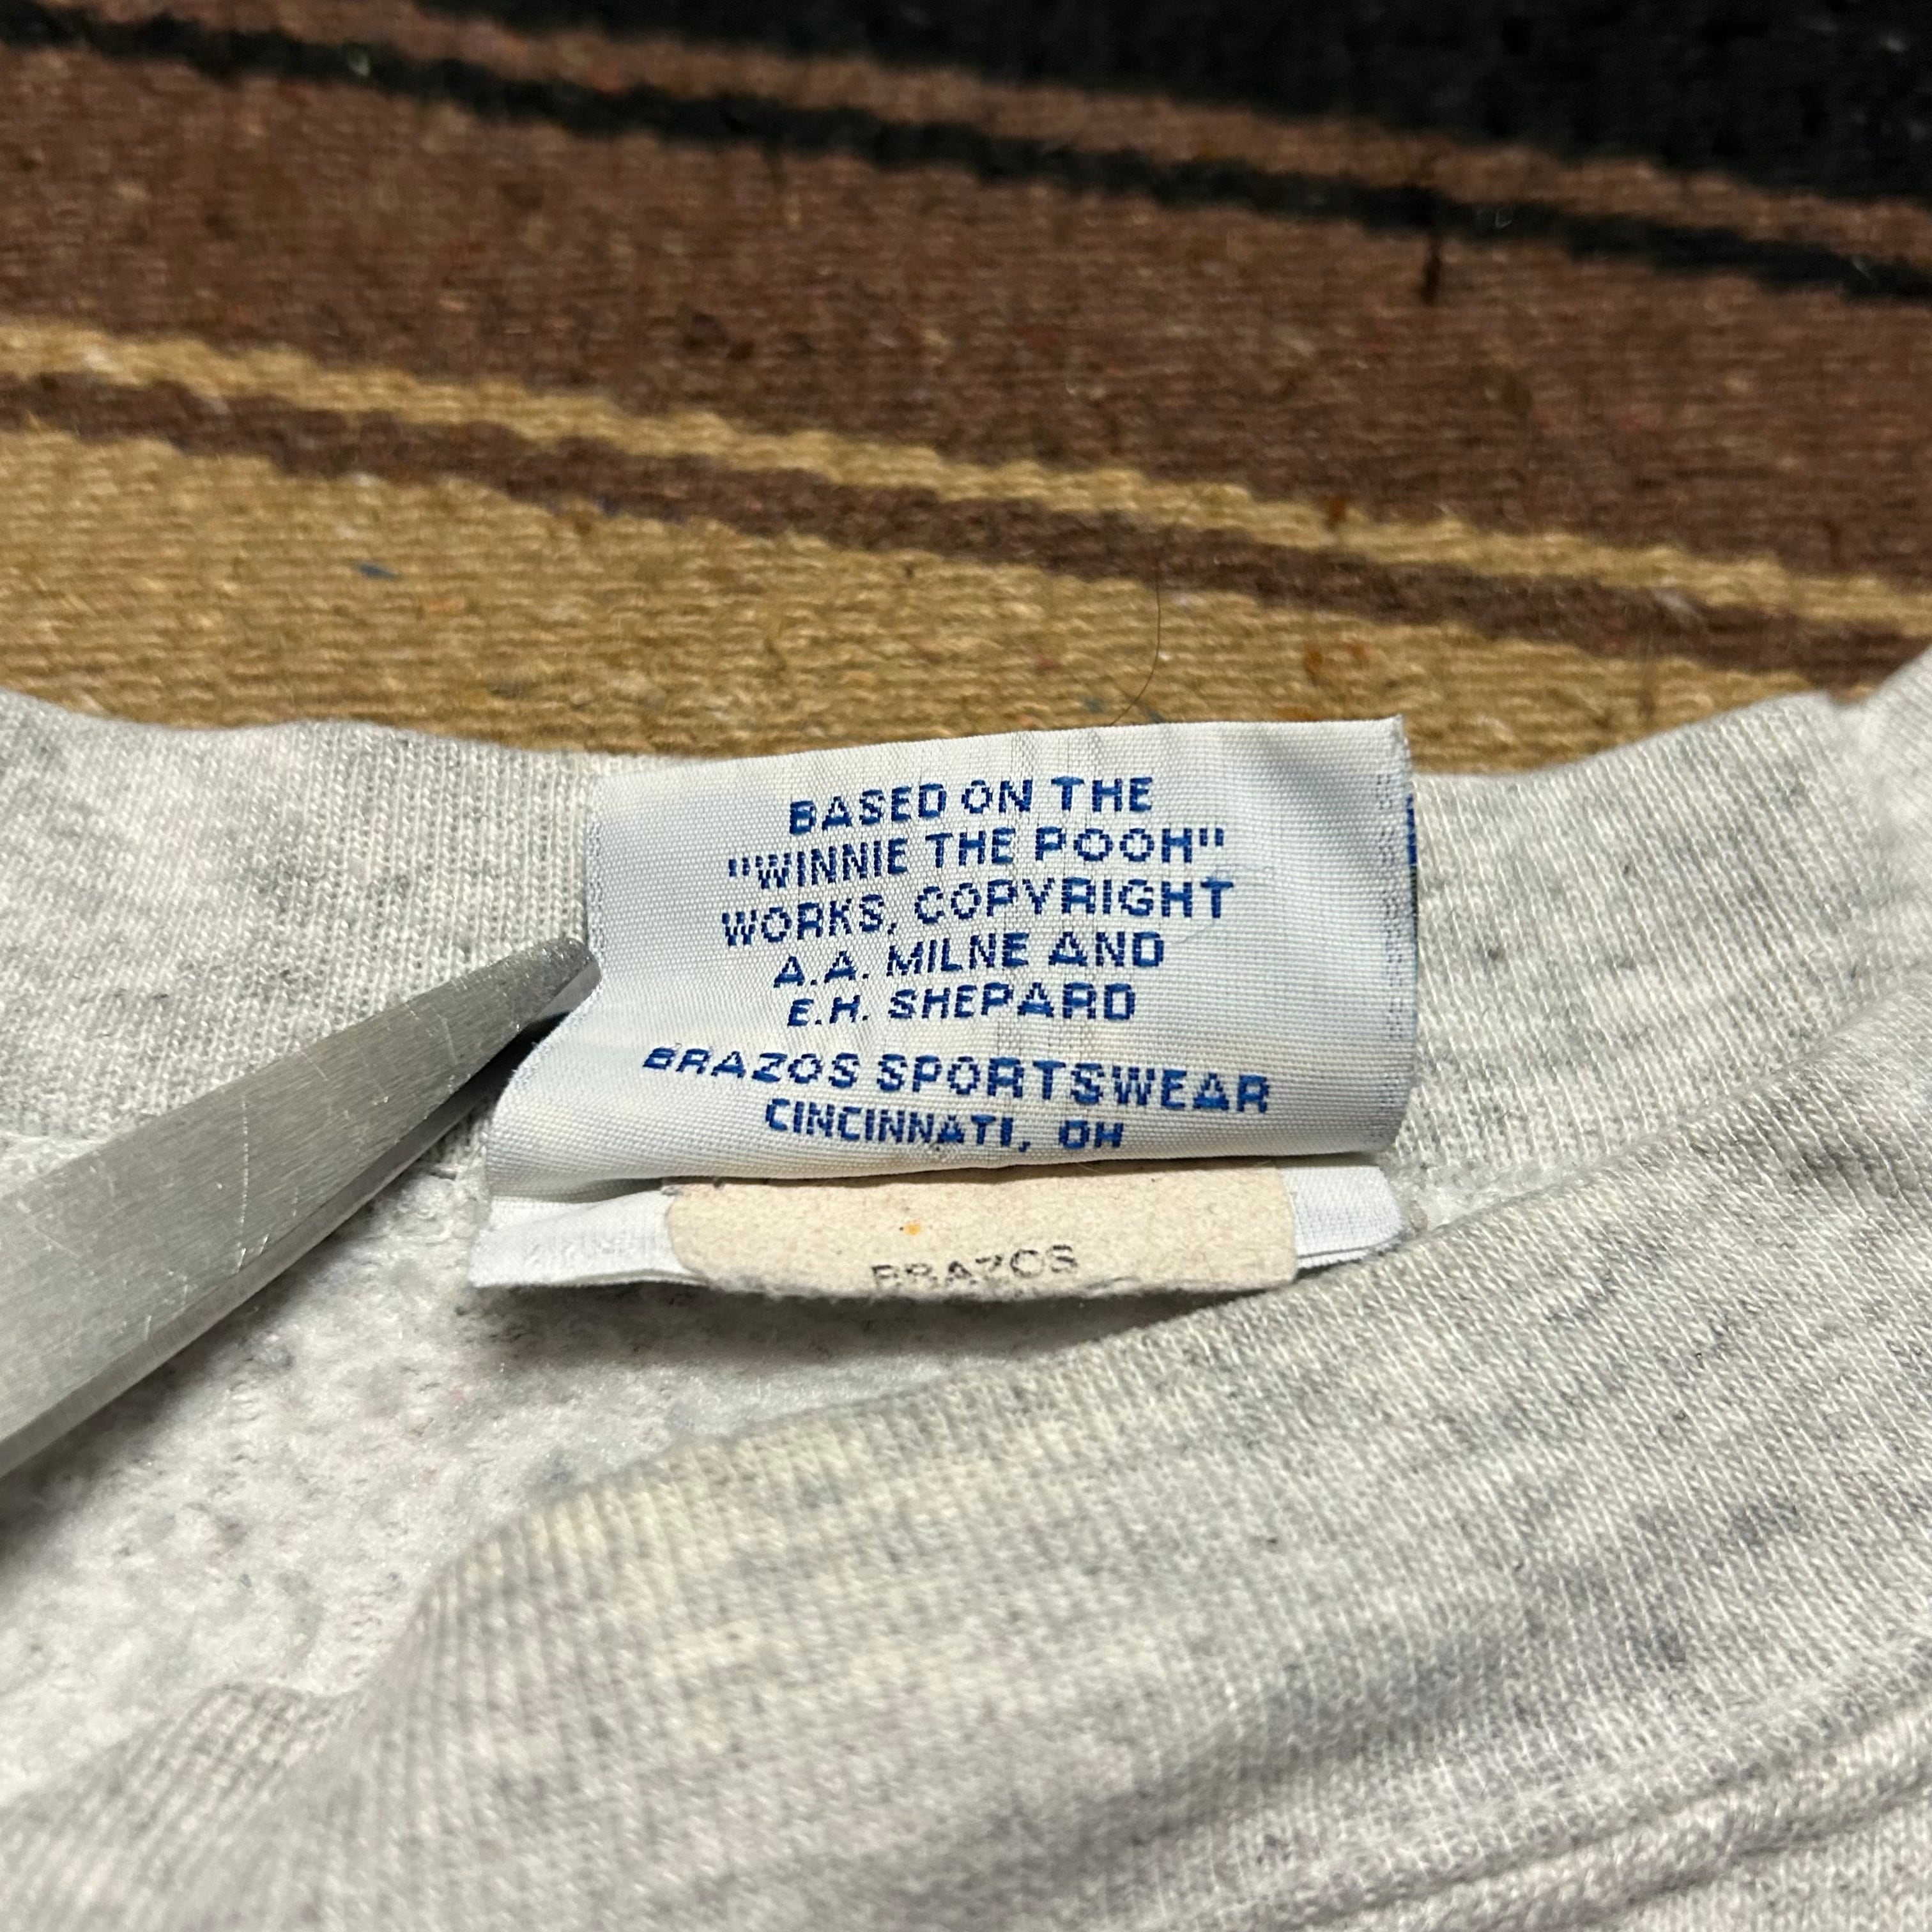 BASED ON THE
"WINNIE THE POOH"
WORKS, COPYRIGHT
A.A. MILNE AND
E.H. SHEPARD
BRAZOS SPORTSWEAR
CINCINNATI, OH
BRAZOS